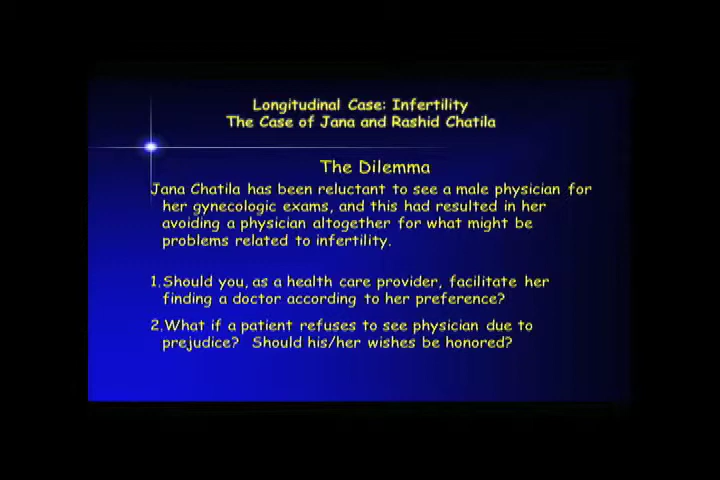 Longitudinal Case: Infertility
The Case of Jana and Rashid Chatila
The Dilemma
Jana Chatila has been reluctant to see a male physician for
her gynecologic exams, and this had resulted in her
avoiding a physician altogether for what might be
problems related to infertility.
1.Should you, as a health care provider, facilitate her
finding a doctor according to her preference?
2.What if a patient refuses to see physician due to
prejudice? Should his/her wishes be honored?